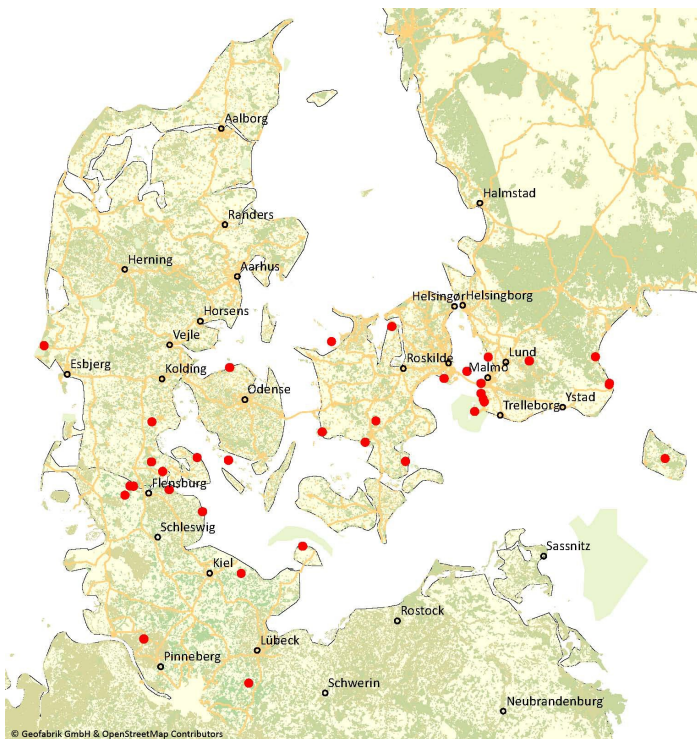 Aalborg
Halmstad
Randers
Herning
Aarhus
Helsingør
Helsingborg
Horsens
Vejle
Roskilde
Lund
Esbjerg
Kolding
Malmö
Odense
Trelleborg
Ystad
Flensburg
Schleswig
Sassnitz
Kiel
Rostock
Lübeck
Pinneberg
Schwerin
Neubrandenburg
© Geofabrik GmbH & OpenStreetMap Contributors